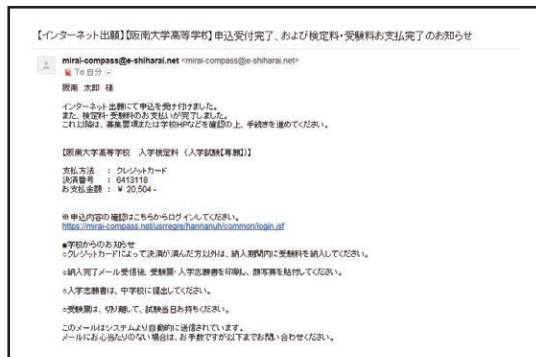 【インターネット出願】【阪南大学高等学校】申込受付完了、および検定料・受験料お支払完了のお知らせ
mirai-compass@e-shiharai.net <mirai-compass@e-shiharai.net>
To 自分
阪南 太郎 様
インターネット出願にて申込を受け付けました。
また、検定料・受験料のお支払いが完了しました。
これ以降は、募集要項または学校HPなどを確認の上、手続きを進めてください。
【阪南大学高等学校 入学検定料 (入学試験【専願】)】
支払方法 : クレジットカード
決済番号 : 6413118
お支払金額 : ¥ 20,504-
※申込内容の確認はこちらからログインしてください。
https://mirai-compass.net/usrregre/hannanuh/common/login.jsf
■学校からのお知らせ
○クレジットカードによって決済が済んだ方以外は、納入期間内に受験料を納入してください。
○納入完了メール受信後、受験票・入学志願書を印刷し、顔写真を貼付してください。
○入学志願書は、中学校に提出してください。
○受験票は、切り離して、試験当日お持ちください。
このメールはシステムより自動的に送信されています。
メールにお心当たりのない場合は、お手数ですが以下までお問い合わせください。